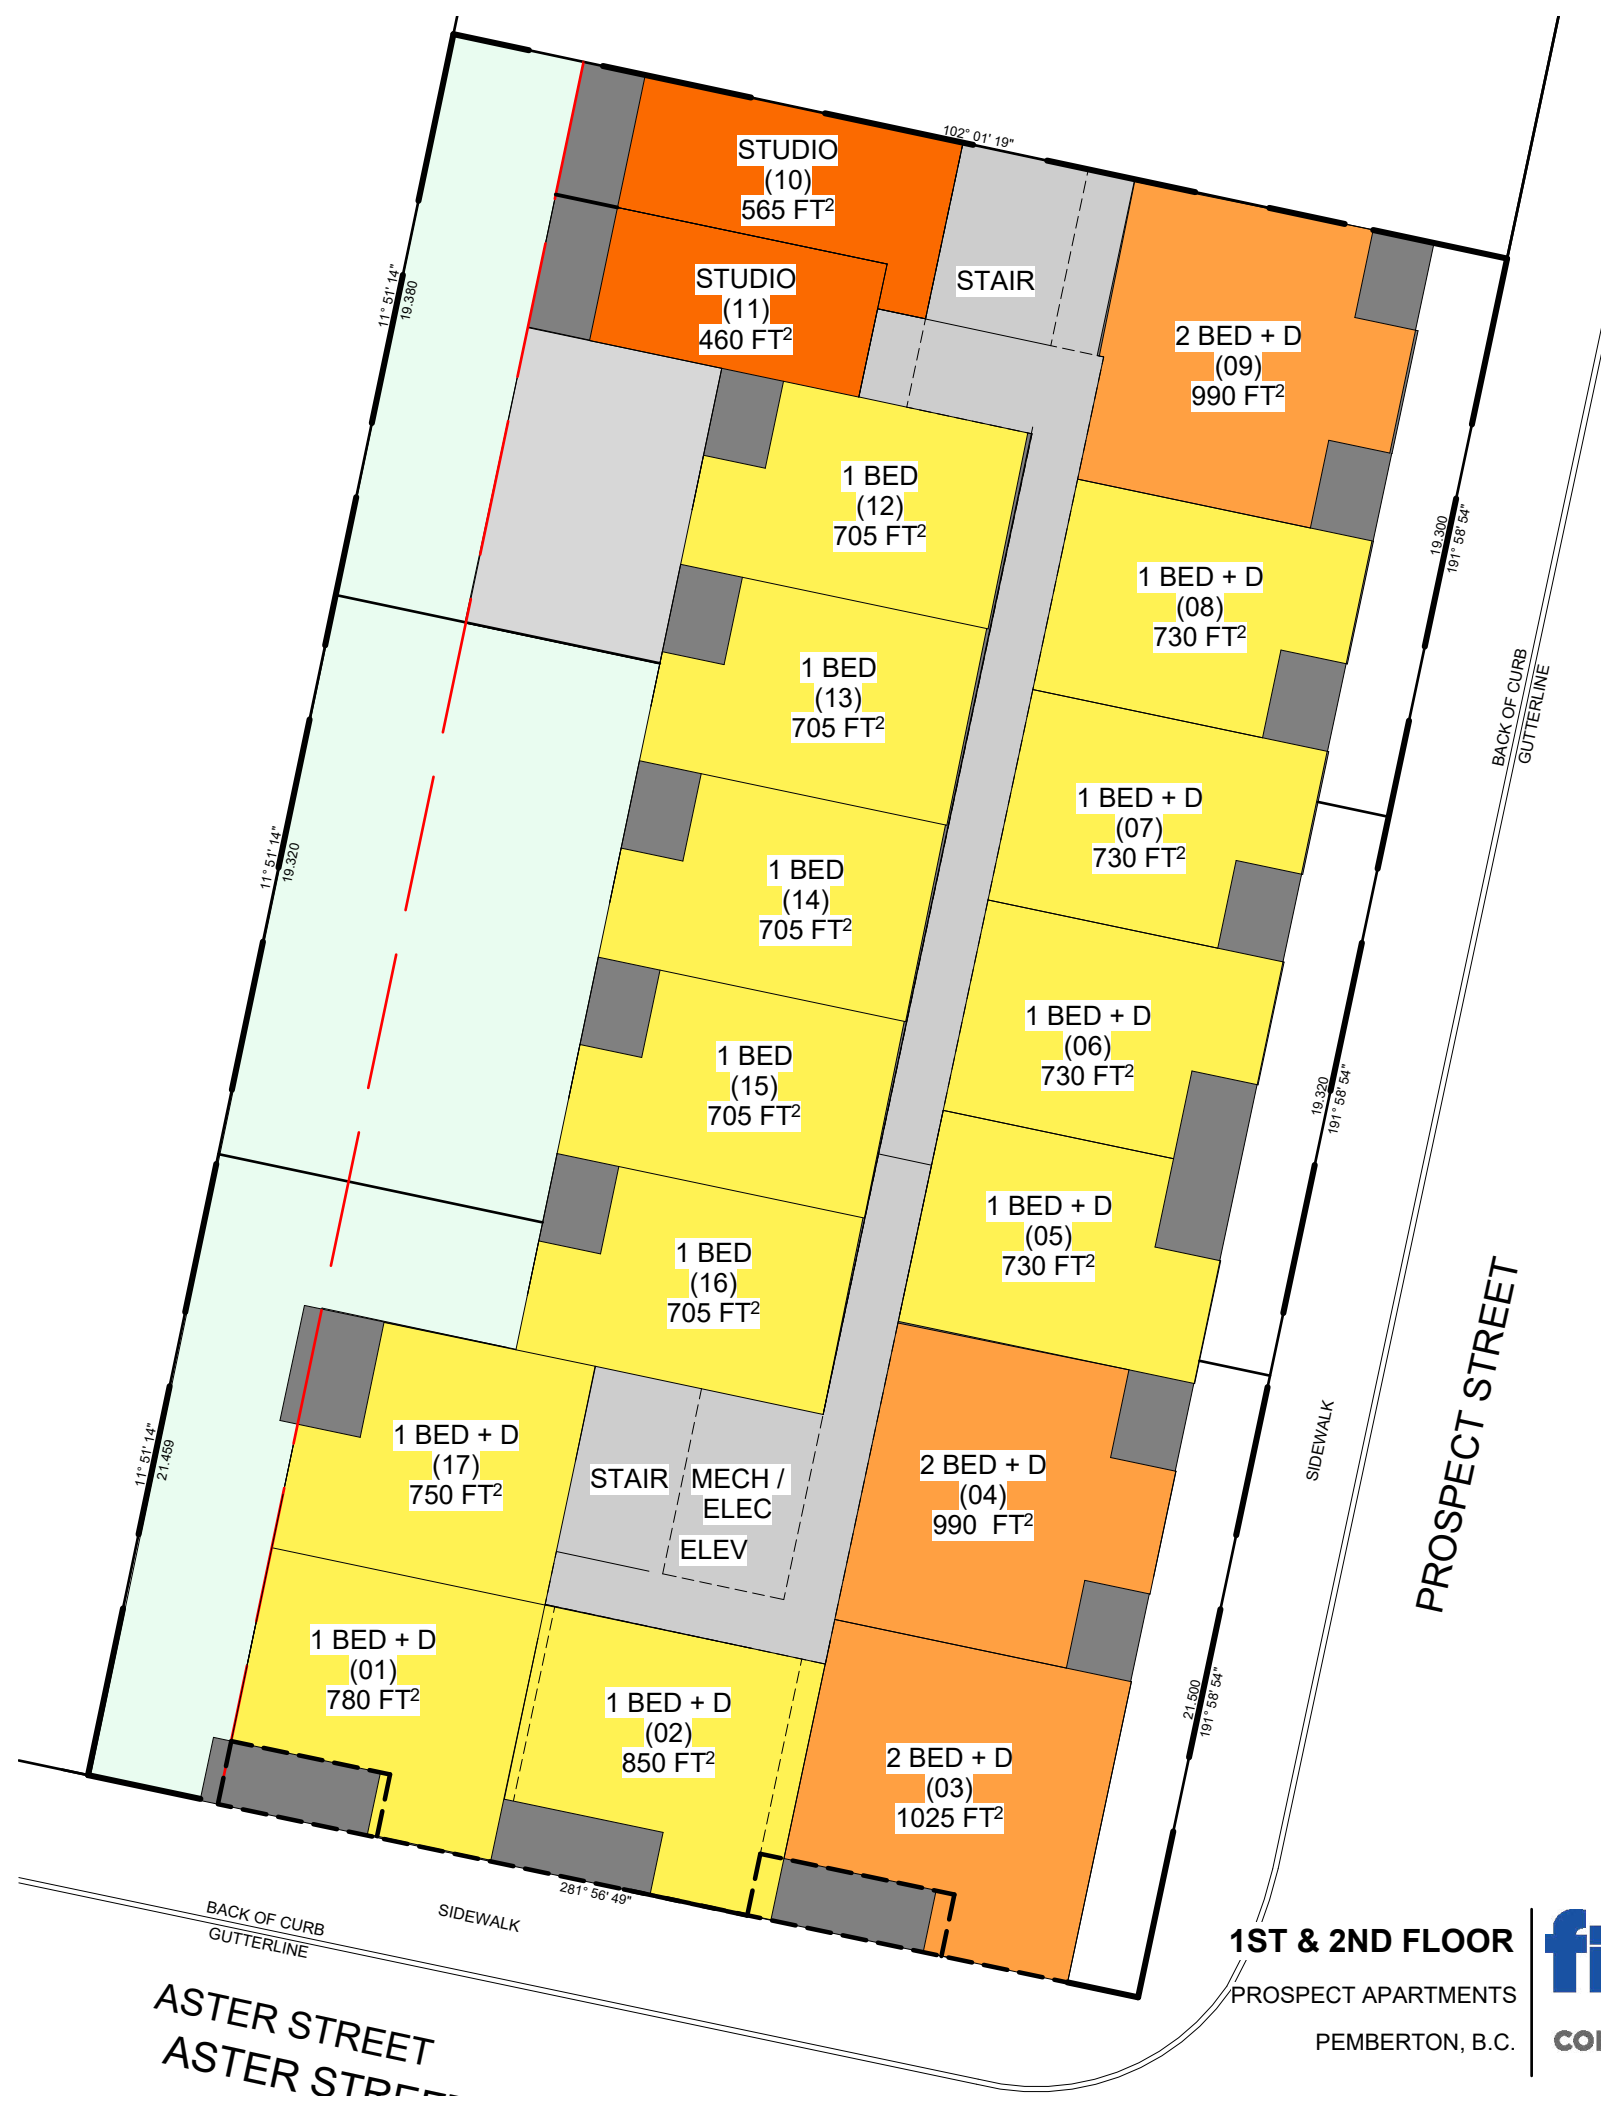 102° 01' 19"
STUDIO
(10)
565 FT²
STUDIO
(11)
460 FT²
STAIR
2 BED + D
(09)
990 FT²
11° 51' 14"
19.380
1 BED
(12)
705 FT²
19.300
191° 58' 54"
1 BED + D
(08)
730 FT²
1 BED
(13)
705 FT²
BACK OF CURB
GUTTERLINE
1 BED + D
(07)
730 FT²
11° 51' 14"
19.320
1 BED
(14)
705 FT²
1 BED + D
(06)
730 FT²
1 BED
(15)
705 FT²
19.320
191° 58' 54"
1 BED + D
(05)
730 FT²
1 BED
(16)
705 FT²
PROSPECT STREET
SIDEWALK
11° 51' 14"
21.459
1 BED + D
(17)
750 FT²
STAIR
MECH /
ELEC
ELEV
2 BED + D
(04)
990 FT²
1 BED + D
(01)
780 FT²
1 BED + D
(02)
850 FT²
21.500
191° 58' 54"
2 BED + D
(03)
1025 FT²
281° 56' 49"
BACK OF CURB
GUTTERLINE
SIDEWALK
ASTER STREET
ASTER STREET
1ST & 2ND FLOOR
PROSPECT APARTMENTS
PEMBERTON, B.C.